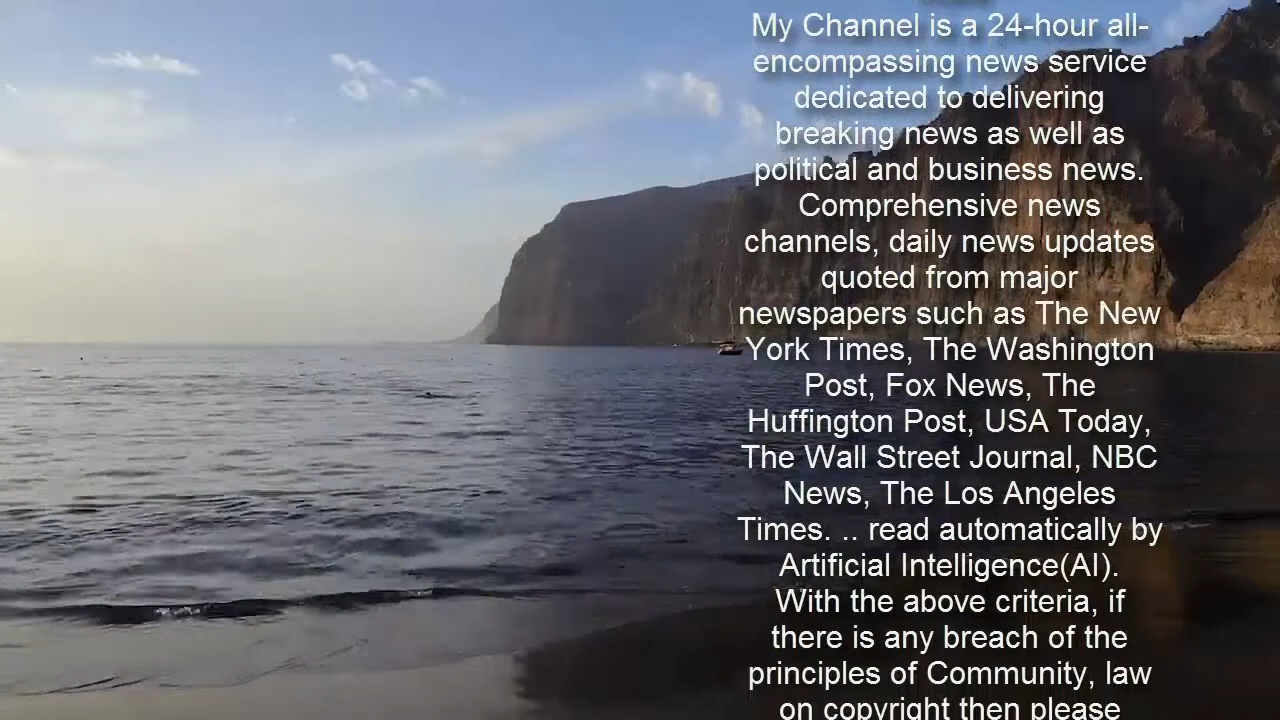 My Channel is a 24-hour all-
encompassing news service
dedicated to delivering
breaking news as well as
political and business news.
Comprehensive news
channels, daily news updates
quoted from major
newspapers such as The New
York Times, The Washington
Post, Fox News, The
Huffington Post, USA Today,
The Wall Street Journal, NBC
News, The Los Angeles
Times. .. read automatically by
Artificial Intelligence(AI).
With the above criteria, if
there is any breach of the
principles of Community, law
on copyright then please